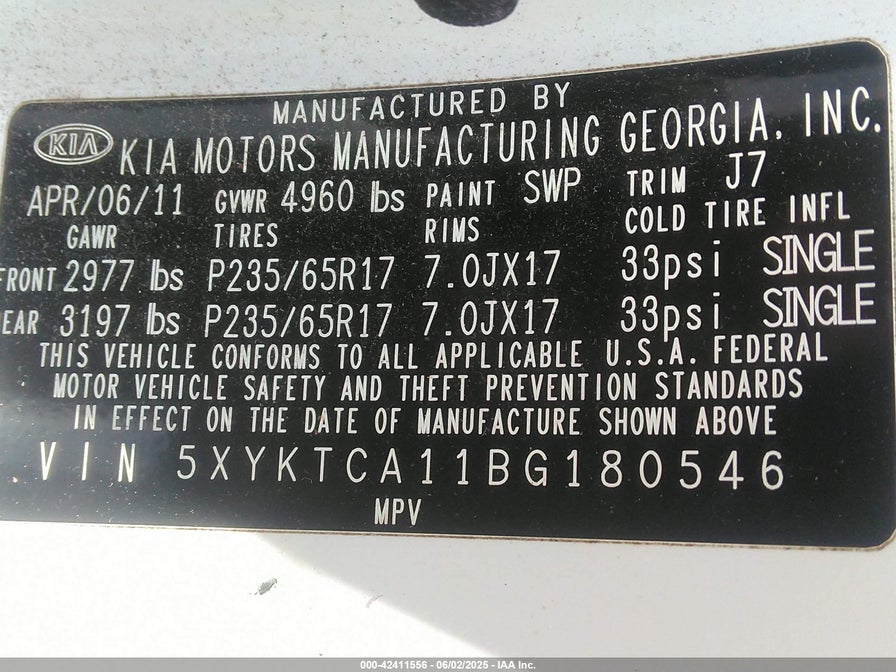 MANUFACTURED BY
KIA KIA MOTORS MANUFACTURING GEORGIA, INC.
APR/06/11 GVWR 4960 lbs PAINT SWP TRIM J7
GAWR TIRES RIMS COLD TIRE INFL
FRONT 2977 lbs P235/65R17 7.0JX17 33psi SINGLE
EAR 3197 lbs P235/65R17 7.0JX17 33psi SINGLE
THIS VEHICLE CONFORMS TO ALL APPLICABLE U.S.A. FEDERAL
MOTOR VEHICLE SAFETY AND THEFT PREVENTION STANDARDS
IN EFFECT ON THE DATE OF MANUFACTURE SHOWN ABOVE
VIN 5XYKTCA11BG180546
MPV
000-42411556 | 06/02/2025 - IAA Inc.